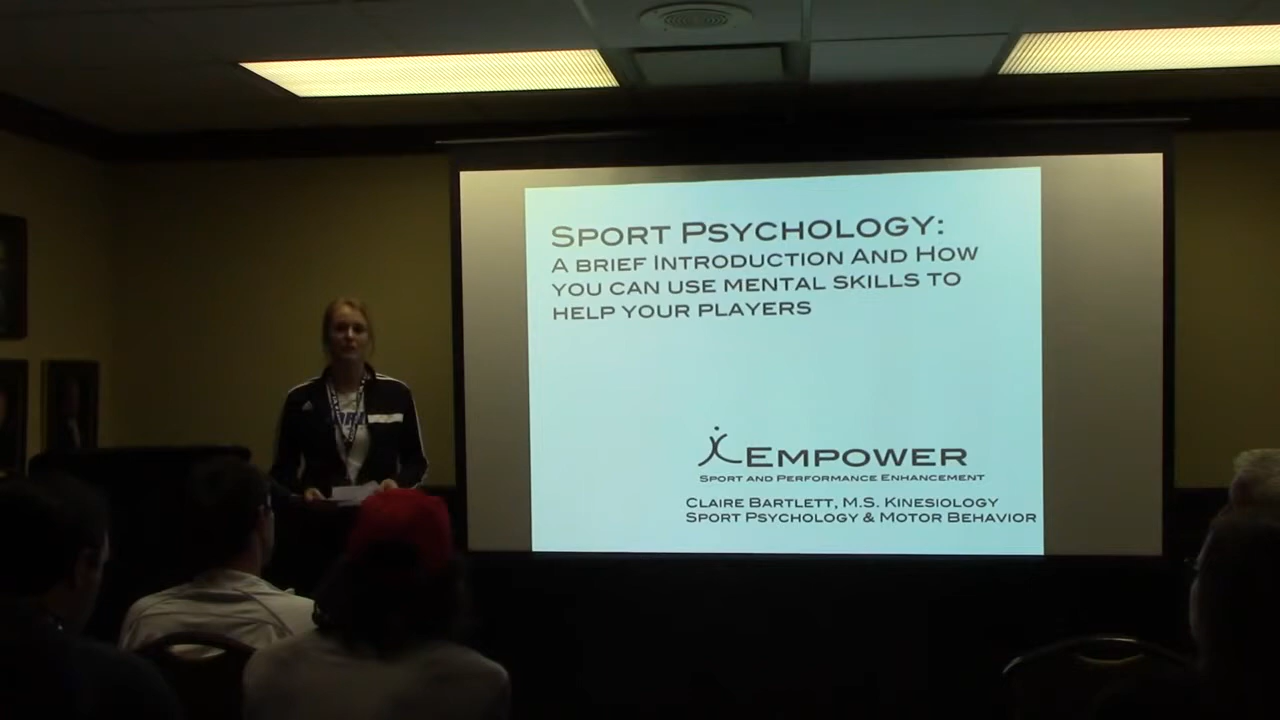 SPORT PSYCHOLOGY:
A BRIEF INTRODUCTION AND HOW
YOU CAN USE MENTAL SKILLS TO
HELP YOUR PLAYERS
EMPOWER
SPORT AND PERFORMANCE ENHANCEMENT
CLAIRE BARTLETT, M.S. KINESIOLOGY
SPORT PSYCHOLOGY & MOTOR BEHAVIOR